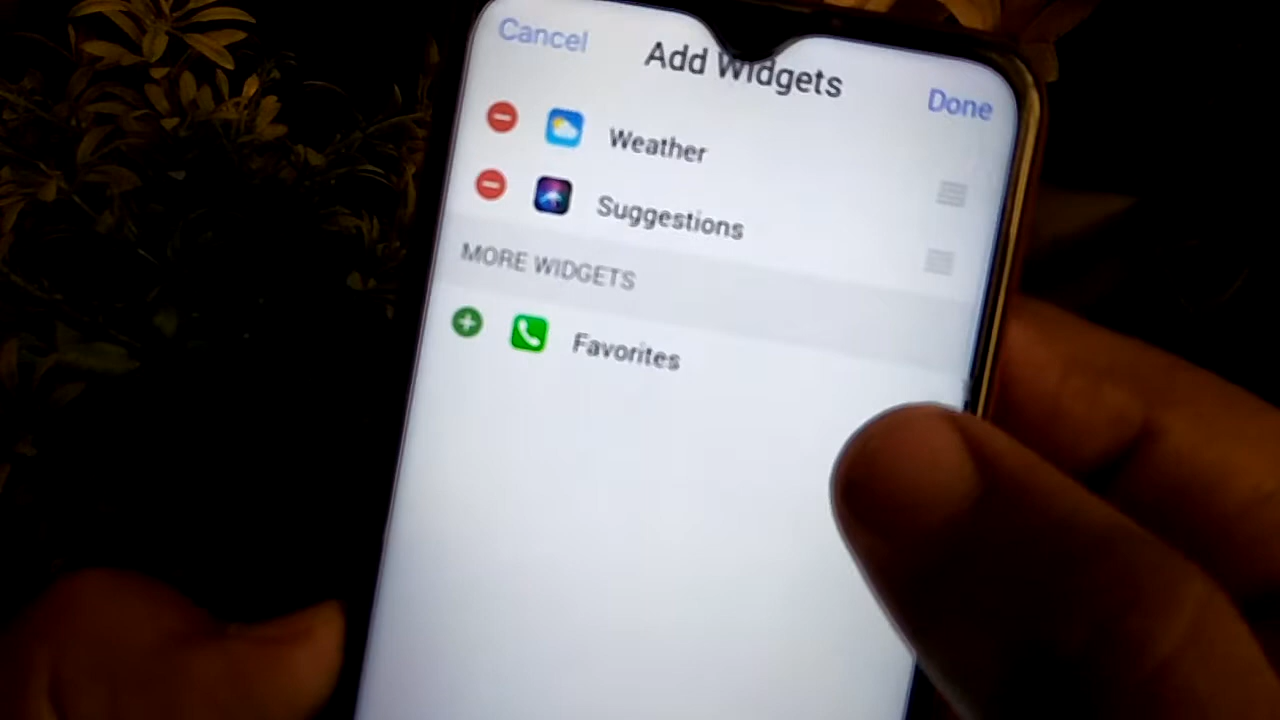 Cancel
Add Widgets
Done
Weather
Suggestions
MORE WIDGETS
Favorites